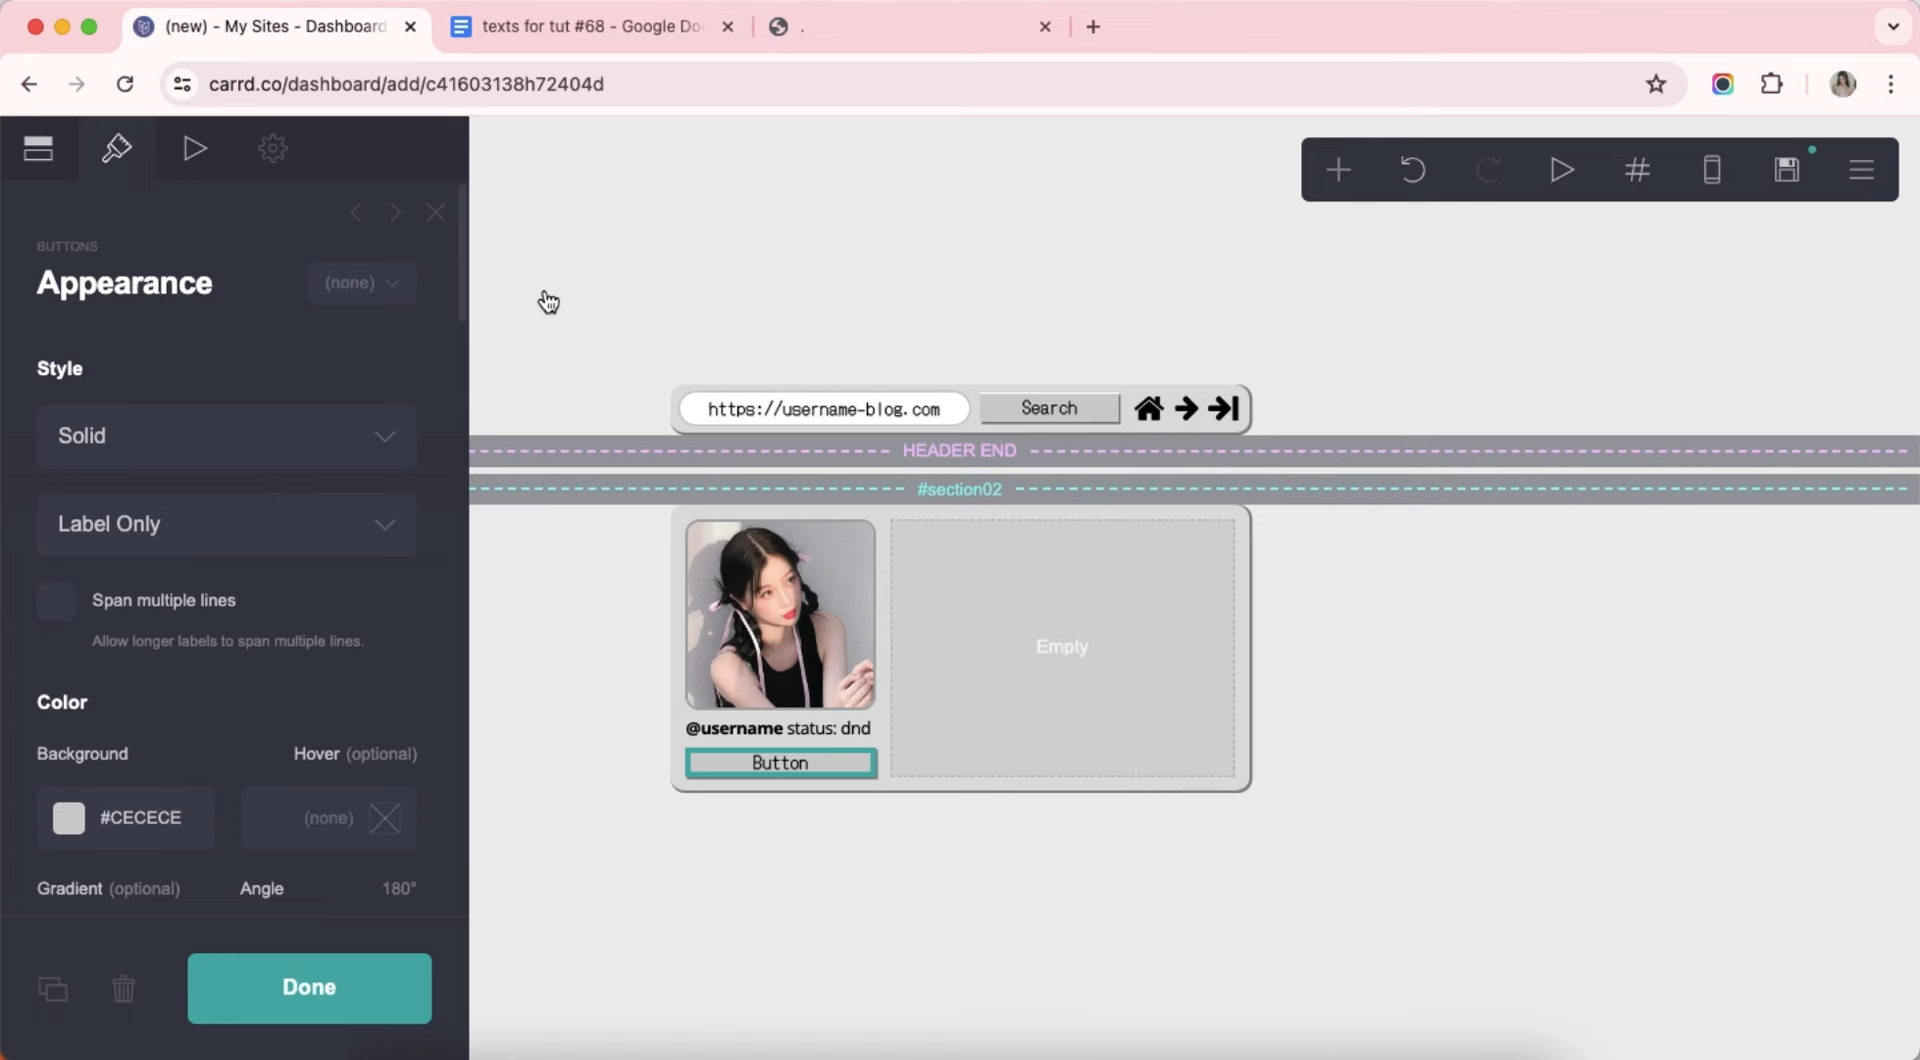 (new) - My Sites - Dashboard
texts for tut #68 - Google Do
.
carrd.co/dashboard/add/c41603138h72404d
BUTTONS
Appearance
(none)
Style
Solid
Label Only
Span multiple lines
Allow longer labels to span multiple lines.
Color
Background
Hover (optional)
#CECECE
(none)
Gradient (optional)
Angle
180°
Done
https://username-blog.com
Search
HEADER END
#section02
Empty
@username status: dnd
Button